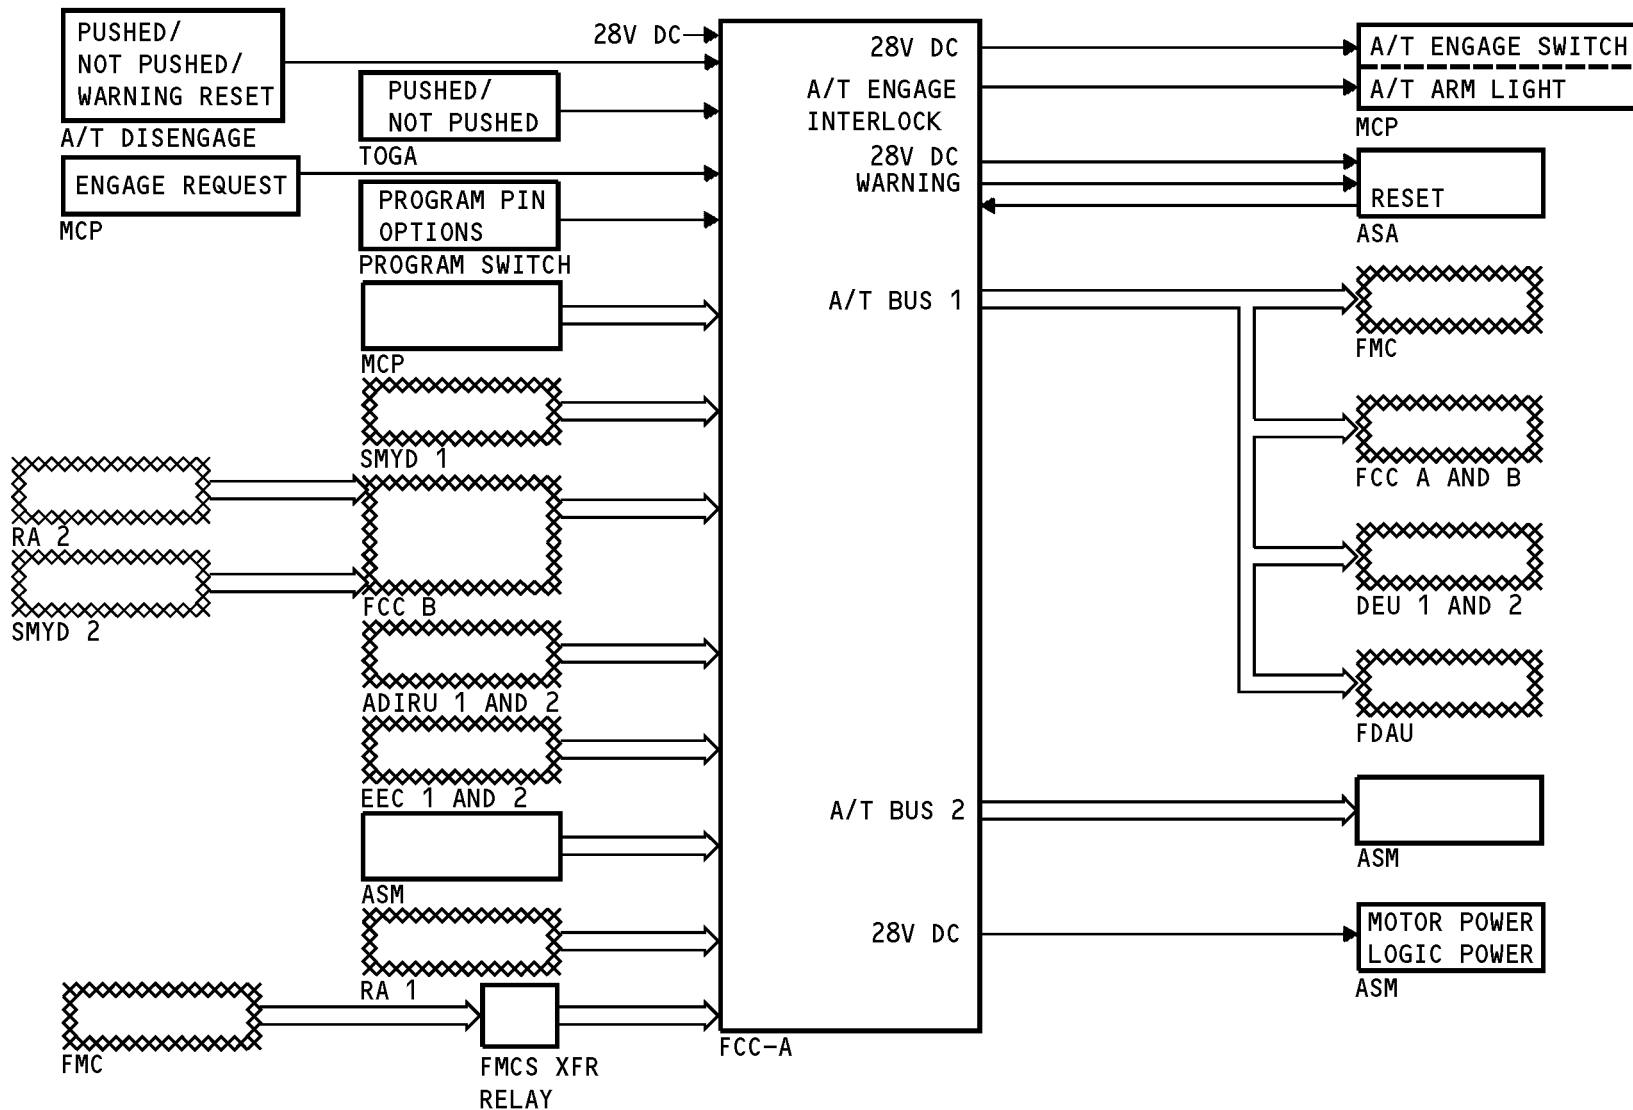 PUSHED/
NOT PUSHED/
WARNING RESET
A/T DISENGAGE
ENGAGE REQUEST
MCP
28V DC
PUSHED/
NOT PUSHED
TOGA
PROGRAM PIN
OPTIONS
PROGRAM SWITCH
MCP
SMYD 1
RA 2
SMYD 2
FCC B
ADIRU 1 AND 2
EEC 1 AND 2
ASM
RA 1
FMC
FMCS XFR
RELAY
28V DC
A/T ENGAGE
INTERLOCK
28V DC
WARNING
A/T BUS 1
A/T BUS 2
28V DC
FCC-A
A/T ENGAGE SWITCH
A/T ARM LIGHT
MCP
RESET
ASA
FMC
FCC A AND B
DEU 1 AND 2
FDAU
ASM
MOTOR POWER
LOGIC POWER
ASM